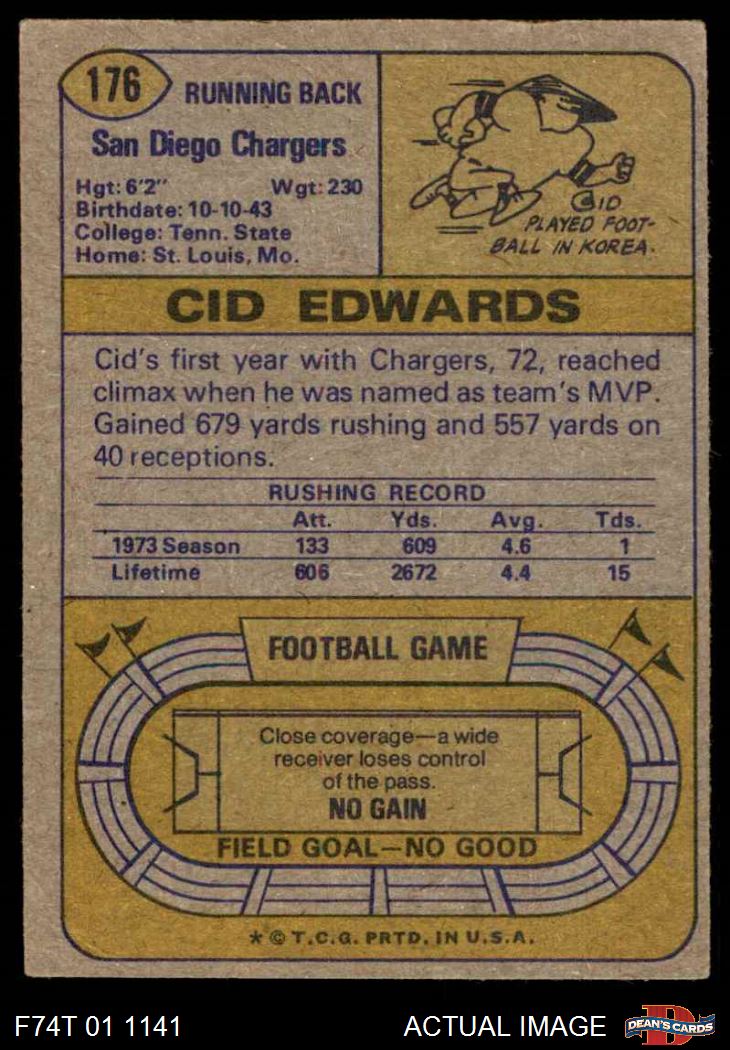 176
RUNNING BACK
San Diego Chargers
Hgt: 6'2"  Wgt: 230
Birthdate: 10-10-43
College: Tenn. State
Home: St. Louis, Mo.
CID
PLAYED FOOT-
BALL IN KOREA.
CID EDWARDS
Cid's first year with Chargers, 72, reached
climax when he was named as team's MVP.
Gained 679 yards rushing and 557 yards on
40 receptions.
RUSHING RECORD
Att. Yds. Avg. Tds.
1973 Season 133 609 4.6 1
Lifetime 606 2672 4.4 15
FOOTBALL GAME
Close coverage—a wide
receiver loses control
of the pass.
NO GAIN
FIELD GOAL—NO GOOD
* © T.C.G. PRTD. IN U.S.A.
F74T 01 1141 ACTUAL IMAGE D DEAN'S CARDS